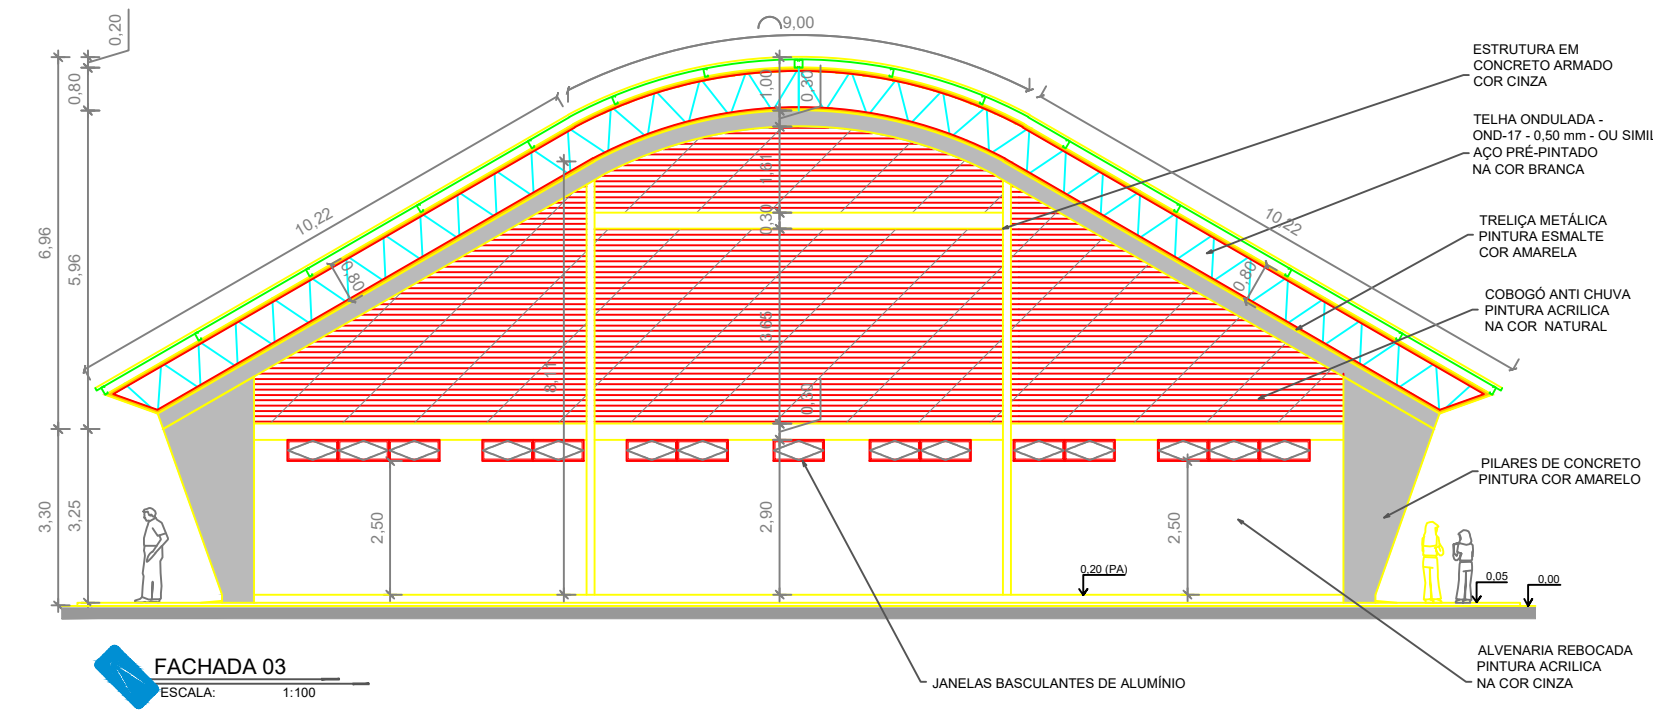 9,00
0,20
0,80
1,00
0,30
ESTRUTURA EM
CONCRETO ARMADO
COR CINZA
TELHA ONDULADA -
OND-17 - 0,50 mm - OU SIMIL
AÇO PRÉ-PINTADO
NA COR BRANCA
10,22
10,22
1,61
0,30
6,96
5,96
0,80
0,80
TRELIÇA METÁLICA
PINTURA ESMALTE
COR AMARELA
COBOGÓ ANTI CHUVA
PINTURA ACRILICA
NA COR NATURAL
3,65
0,30
3,30
3,25
2,50
2,90
2,50
PILARES DE CONCRETO
PINTURA COR AMARELO
0,20 (PA)
0,05
0,00
FACHADA 03
ESCALA: 1:100
JANELAS BASCULANTES DE ALUMÍNIO
ALVENARIA REBOCADA
PINTURA ACRILICA
NA COR CINZA